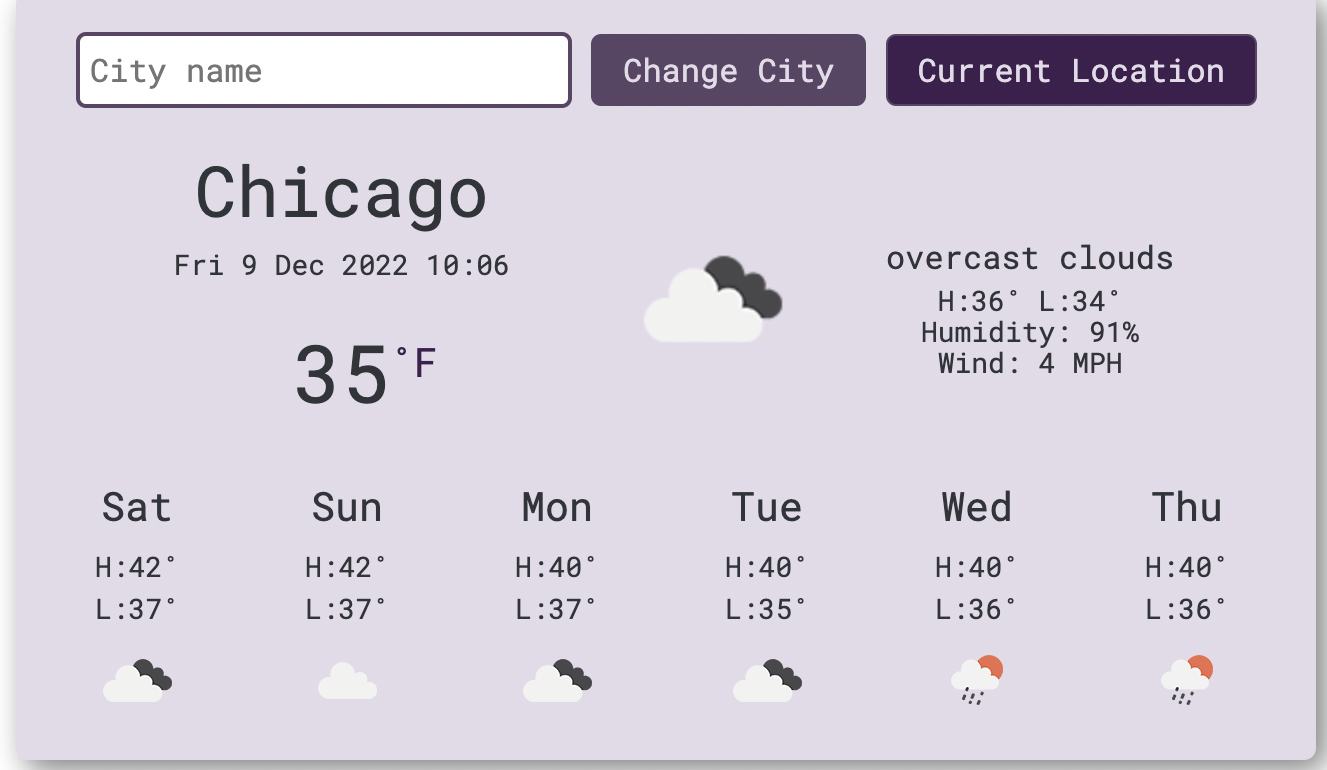 City name
Change City
Current Location
Chicago
Fri 9 Dec 2022 10:06
35°F
overcast clouds
H:36° L:34°
Humidity: 91%
Wind: 4 MPH
Sat Sun Mon Tue Wed Thu
H:42° H:42° H:40° H:40° H:40° H:40°
L:37° L:37° L:37° L:35° L:36° L:36°